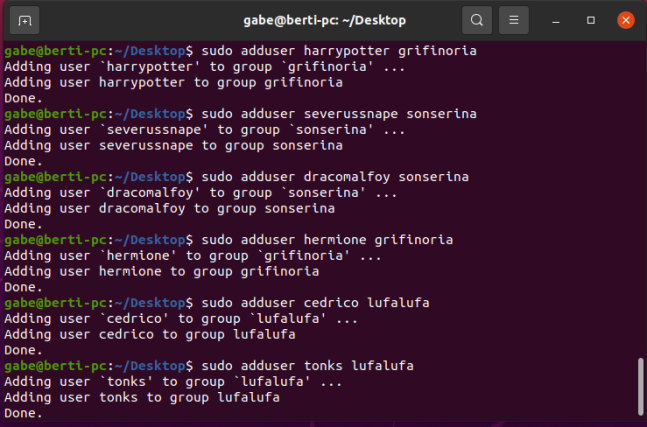 gabe@berti-pc: ~/Desktop
gabe@berti-pc:~/Desktop$ sudo adduser harrypotter grifinoria
Adding user `harrypotter' to group `grifinoria' ...
Adding user harrypotter to group grifinoria
Done.
gabe@berti-pc:~/Desktop$ sudo adduser severussnape sonserina
Adding user `severussnape' to group `sonserina' ...
Adding user severussnape to group sonserina
Done.
gabe@berti-pc:~/Desktop$ sudo adduser dracomalfoy sonserina
Adding user `dracomalfoy' to group `sonserina' ...
Adding user dracomalfoy to group sonserina
Done.
gabe@berti-pc:~/Desktop$ sudo adduser hermione grifinoria
Adding user `hermione' to group `grifinoria' ...
Adding user hermione to group grifinoria
Done.
gabe@berti-pc:~/Desktop$ sudo adduser cedrico lufalufa
Adding user `cedrico' to group `lufalufa' ...
Adding user cedrico to group lufalufa
Done.
gabe@berti-pc:~/Desktop$ sudo adduser tonks lufalufa
Adding user `tonks' to group `lufalufa' ...
Adding user tonks to group lufalufa
Done.